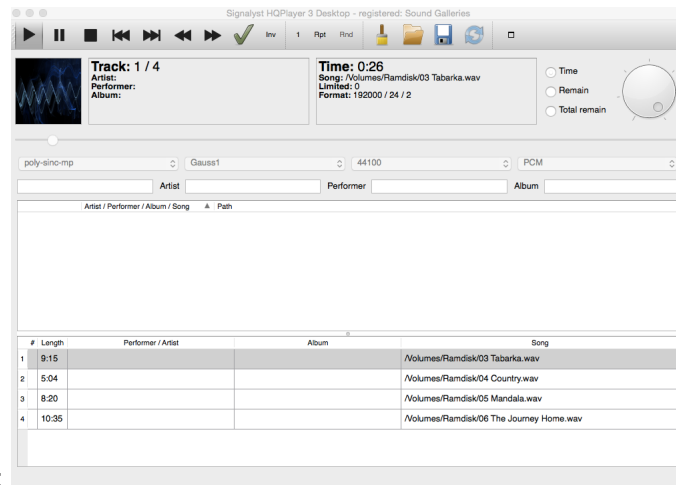 Signalyst HQPlayer 3 Desktop - registered: Sound Galleries
Inv 1 Rpt Rnd
Track: 1 / 4
Artist:
Performer:
Album:
Time: 0:26
Song: /Volumes/Ramdisk/03 Tabarka.wav
Limited: 0
Format: 192000 / 24 / 2
Time
Remain
Total remain
poly-sinc-mp Gauss1 44100 PCM
Artist Performer Album
Artist / Performer / Album / Song Path
# Length Performer / Artist Album Song
1 9:15 /Volumes/Ramdisk/03 Tabarka.wav
2 5:04 /Volumes/Ramdisk/04 Country.wav
3 8:20 /Volumes/Ramdisk/05 Mandala.wav
4 10:35 /Volumes/Ramdisk/06 The Journey Home.wav